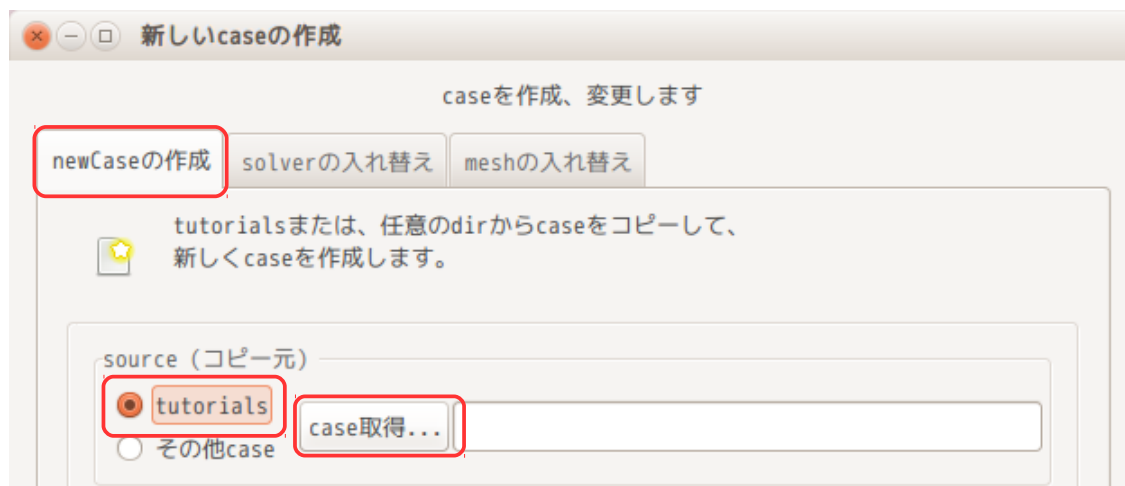 新しいcaseの作成
caseを作成、変更します
newCaseの作成 solverの入れ替え meshの入れ替え
tutorialsまたは、任意のdirからcaseをコピーして、
新しくcaseを作成します。
source (コピー元)
tutorials
case取得...
その他case